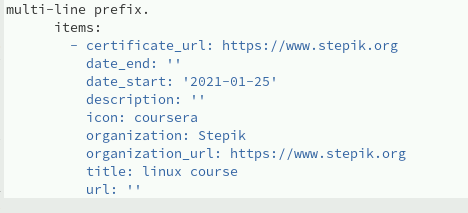 multi-line prefix.
items:
- certificate_url: https://www.stepik.org
date_end: ''
date_start: '2021-01-25'
description: ''
icon: coursera
organization: Stepik
organization_url: https://www.stepik.org
title: linux course
url: ''